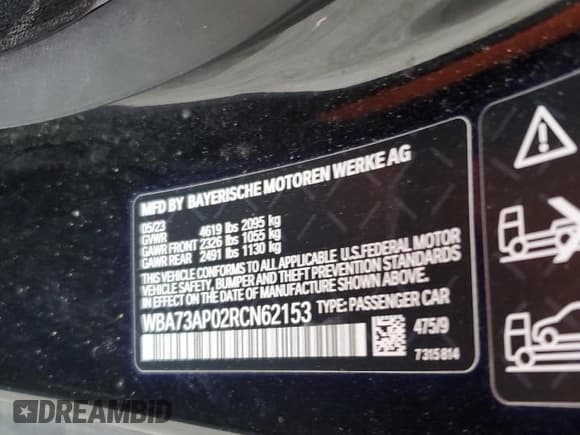 MFD BY BAYERISCHE MOTOREN WERKE AG
05/23
GVWR 4619 lbs 2095 kg
GAWR FRONT 2326 lbs 1055 kg
GAWR REAR 2491 lbs 1130 kg
THIS VEHICLE CONFORMS TO ALL APPLICABLE U.S.FEDERAL MOTOR
VEHICLE SAFETY, BUMPER AND THEFT PREVENTION STANDARDS
IN EFFECT ON THE DATE OF MANUFACTURE SHOWN ABOVE.
WBA73AP02RCN62153 TYPE: PASSENGER CAR
475/9
7315814
DREAMBID